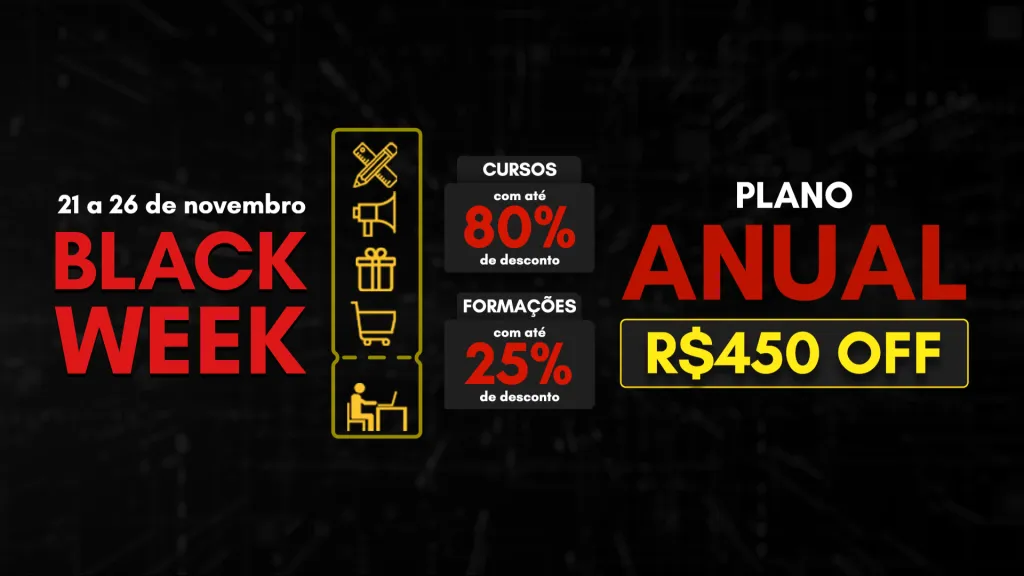 21 a 26 de novembro
BLACK
WEEK
CURSOS
com até
80%
de desconto
FORMAÇÕES
com até
25%
de desconto
PLANO
ANUAL
R$450 OFF